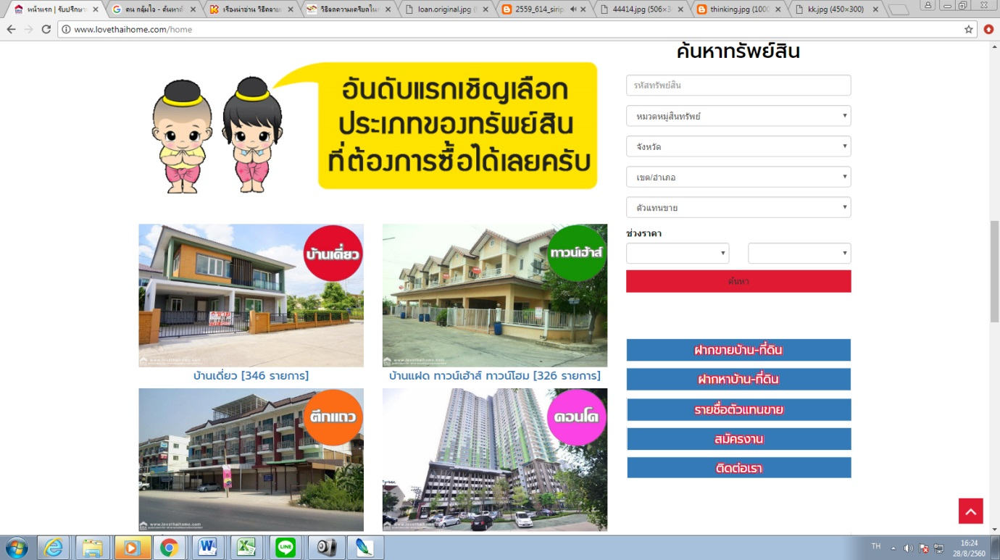 หน้าแรก | รับปรึกษา
คน กลุ้มใจ - ค้นหาด้
เรื่องน่าอ่าน วิธีคลาย
วิธีลดความเครียดใน
loan.original.jpg (
2559_614_sirip
44414.jpg (506×3
thinking.jpg (100
kk.jpg (450×300)
www.lovethaihome.com/home
อันดับแรกเชิญเลือก
ประเภทของทรัพย์สิน
ที่ต้องการซื้อได้เลยครับ
ค้นหาทรัพย์สิน
รหัสทรัพย์สิน
หมวดหมู่สินทรัพย์
จังหวัด
เขต/อำเภอ
ตัวแทนขาย
ช่วงราคา
ค้นหา
บ้านเดี่ยว
ทาวน์เฮ้าส์
www.lovethaihome.com
www.lovethaihome.com
บ้านเดี่ยว [346 รายการ]
บ้านแฝด ทาวน์เฮ้าส์ ทาวน์โฮม [326 รายการ]
ตึกแถว
คอนโด
www.lovethaihome.com
www.lovethaihome.com
ฝากขายบ้าน-ที่ดิน
ฝากหาบ้าน-ที่ดิน
รายชื่อตัวแทนขาย
สมัครงาน
ติดต่อเรา
LINE
TH
16:24
28/8/2560